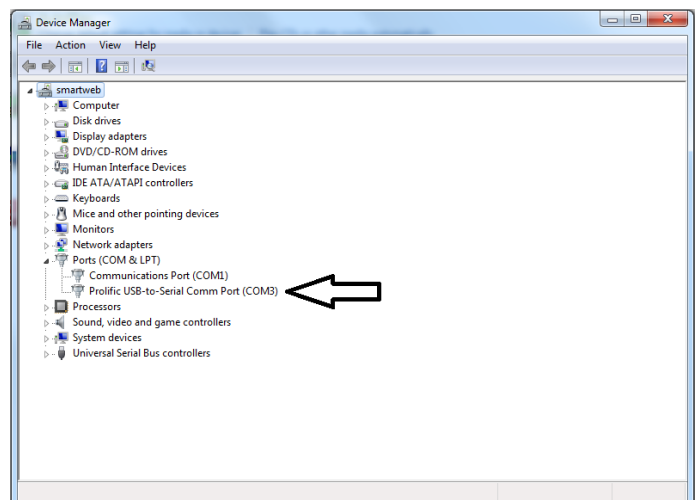 Device Manager
File Action View Help
smartweb
Computer
Disk drives
Display adapters
DVD/CD-ROM drives
Human Interface Devices
IDE ATA/ATAPI controllers
Keyboards
Mice and other pointing devices
Monitors
Network adapters
Ports (COM & LPT)
Communications Port (COM1)
Prolific USB-to-Serial Comm Port (COM3)
Processors
Sound, video and game controllers
System devices
Universal Serial Bus controllers